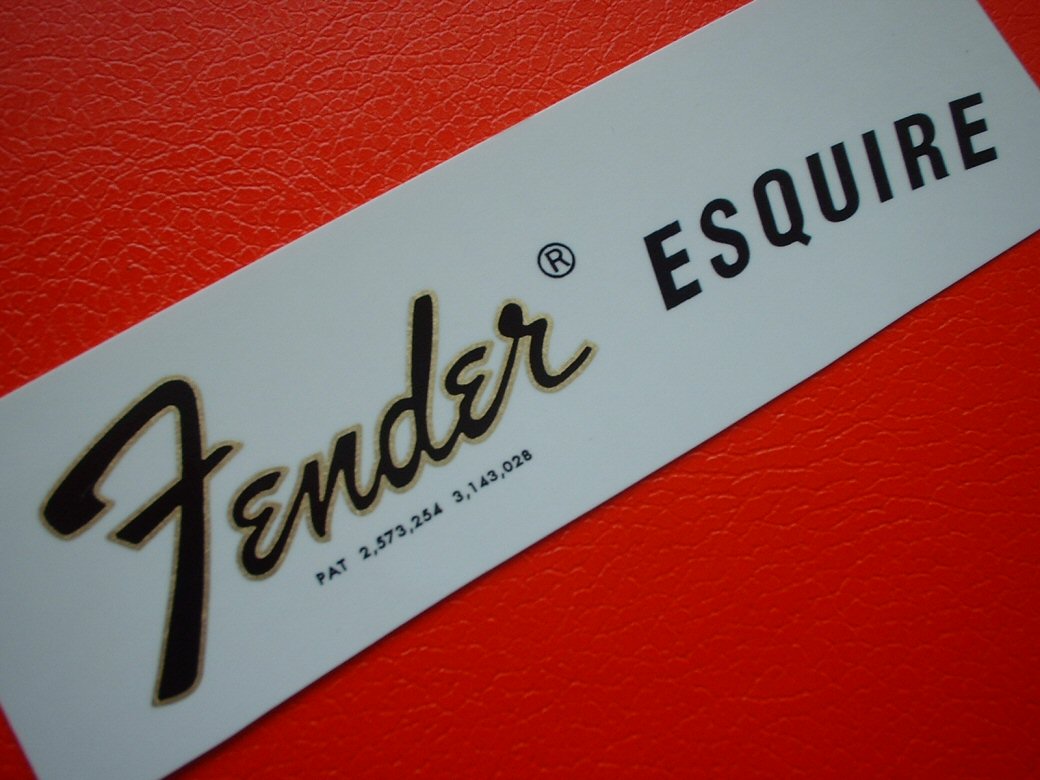 Fender® ESQUIRE
PAT 2,573,254 3,143,028